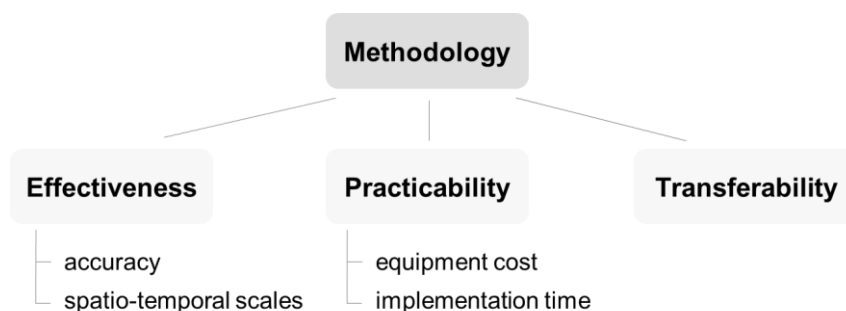 Methodology
Effectiveness
accuracy
spatio-temporal scales
Practicability
equipment cost
implementation time
Transferability